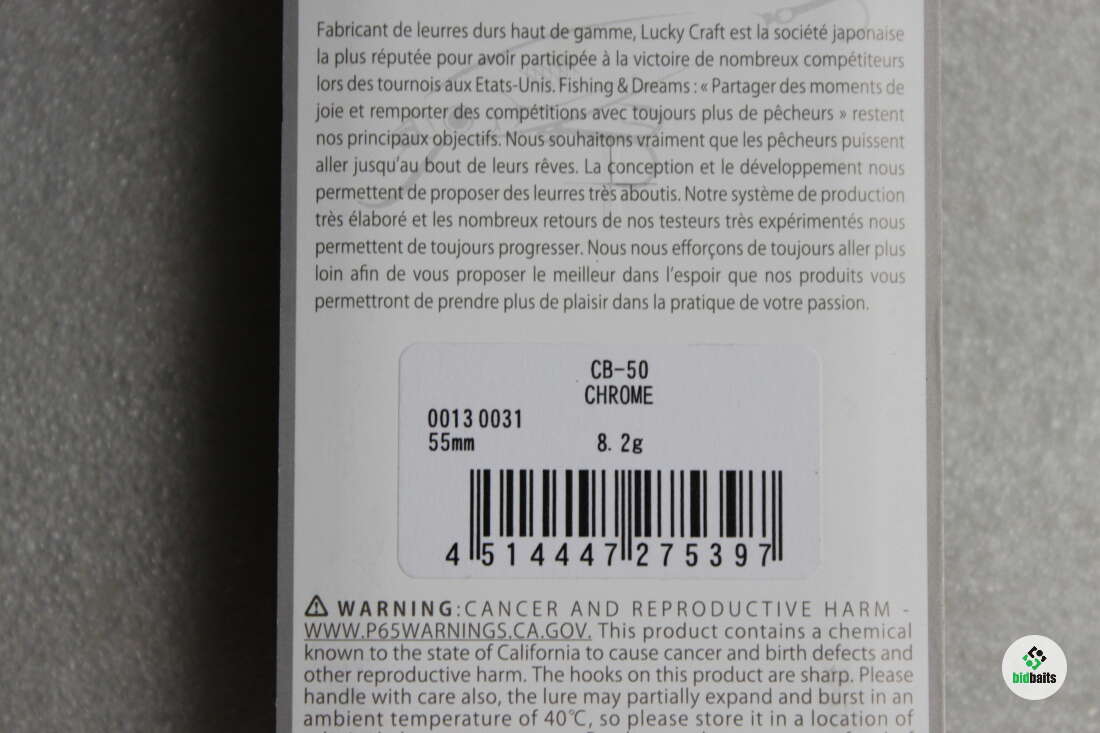 Fabricant de leurres durs haut de gamme, Lucky Craft est la société japonaise
la plus réputée pour avoir participée à la victoire de nombreux compétiteurs
lors des tournois aux Etats-Unis. Fishing & Dreams : « Partager des moments de
joie et remporter des compétitions avec toujours plus de pêcheurs » restent
nos principaux objectifs. Nous souhaitons vraiment que les pêcheurs puissent
aller jusqu'au bout de leurs rêves. La conception et le développement nous
permettent de proposer des leurres très aboutis. Notre système de production
très élaboré et les nombreux retours de nos testeurs très expérimentés nous
permettent de toujours progresser. Nous nous efforçons de toujours aller plus
loin afin de vous proposer le meilleur dans l'espoir que nos produits vous
permettront de prendre plus de plaisir dans la pratique de votre passion.
CB-50
CHROME
0013 0031
55mm 8.2g
4 514447 275397
⚠ WARNING:CANCER AND REPRODUCTIVE HARM -
WWW.P65WARNINGS.CA.GOV. This product contains a chemical
known to the state of California to cause cancer and birth defects and
other reproductive harm. The hooks on this product are sharp. Please
handle with care also, the lure may partially expand and burst in an
ambient temperature of 40℃, so please store it in a location of
bidbaits